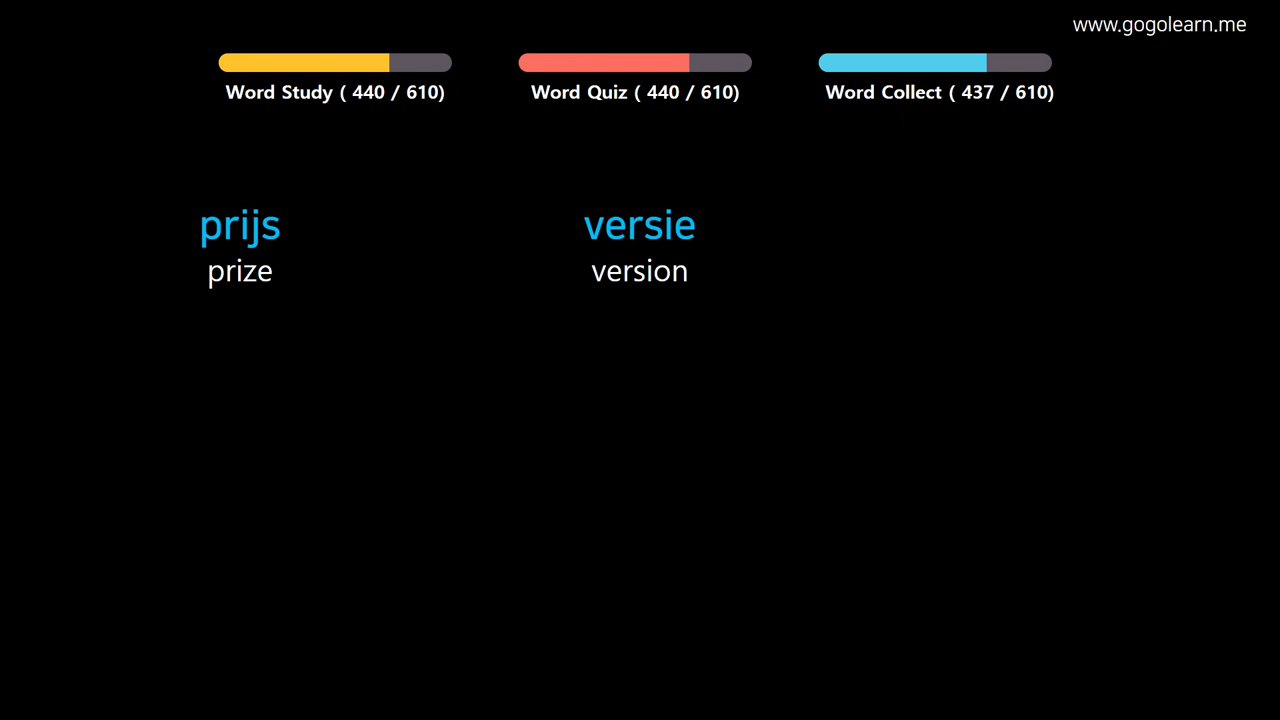 www.gogolearn.me
Word Study ( 440 / 610)
Word Quiz ( 440 / 610)
Word Collect ( 437 / 610)
prijs
prize
versie
version